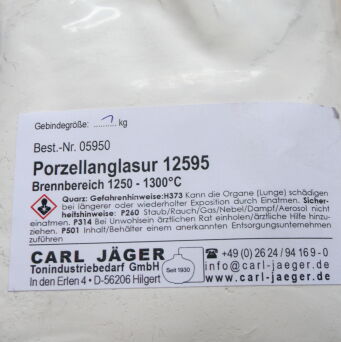 Gebindegröße: .......... kg
Best.-Nr. 05950
Porzellanglasur 12595
Brennbereich 1250 - 1300°C
Quarz: Gefahrenhinweise:H373 Kann die Organe (Lunge) schädigen
bei längerer oder wiederholter Exposition durch Einatmen. Sicher-
heitshinweise: P260 Staub/Rauch/Gas/Nebel/Dampf/Aerosol nicht
einatmen. P314 Bei Unwohlsein ärztlichen Rat einholen/ärztliche Hilfe hinzu-
ziehen.
P501 Inhalt/Behälter einem anerkannten Entsorgungsunternehmen
zuführen
CARL JÄGER
Tonindustriebedarf GmbH
In den Erlen 4 • D-56206 Hilgert
Seit 1930
+49 (0) 26 24 / 94 16 9 - 0
info@carl-jaeger.de
www.carl-jaeger.de